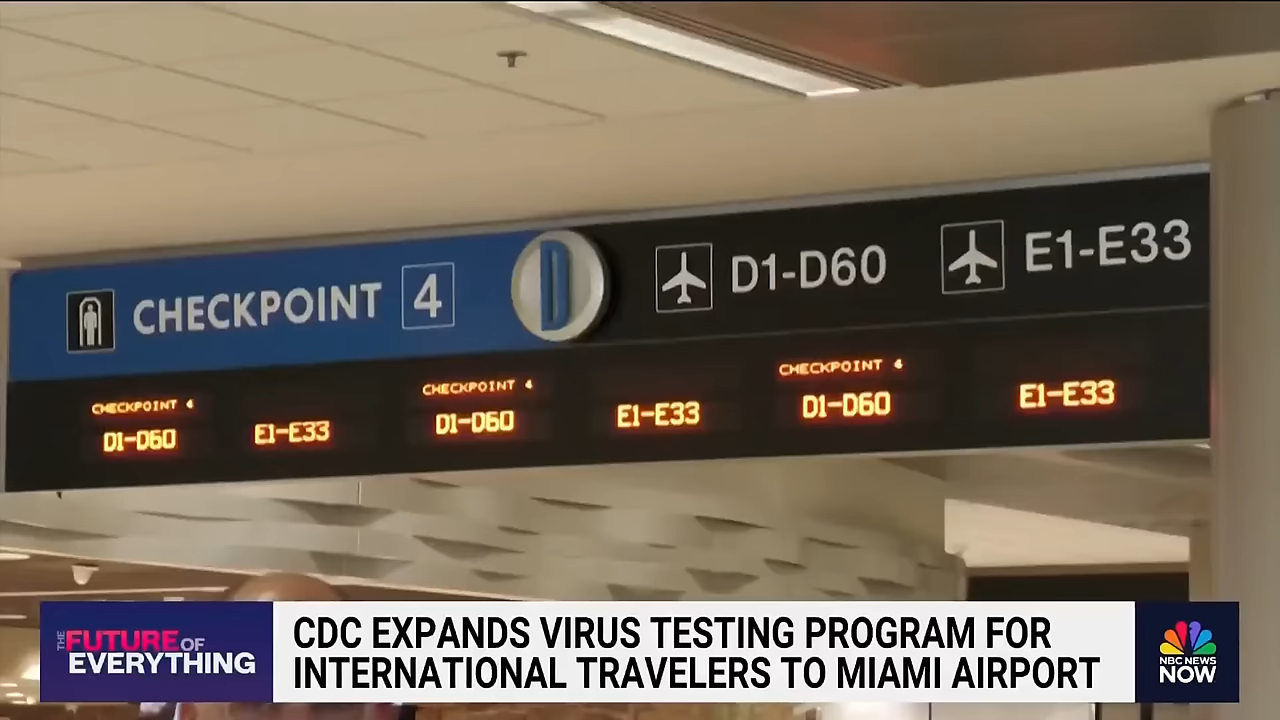 CHECKPOINT 4 D D1-D60 E1-E33
CHECKPOINT 4
D1-D60
E1-E33
CHECKPOINT 4
D1-D60
E1-E33
CHECKPOINT 4
D1-D60
E1-E33
THE FUTURE OF
EVERYTHING
CDC EXPANDS VIRUS TESTING PROGRAM FOR
INTERNATIONAL TRAVELERS TO MIAMI AIRPORT
NBC NEWS
NOW